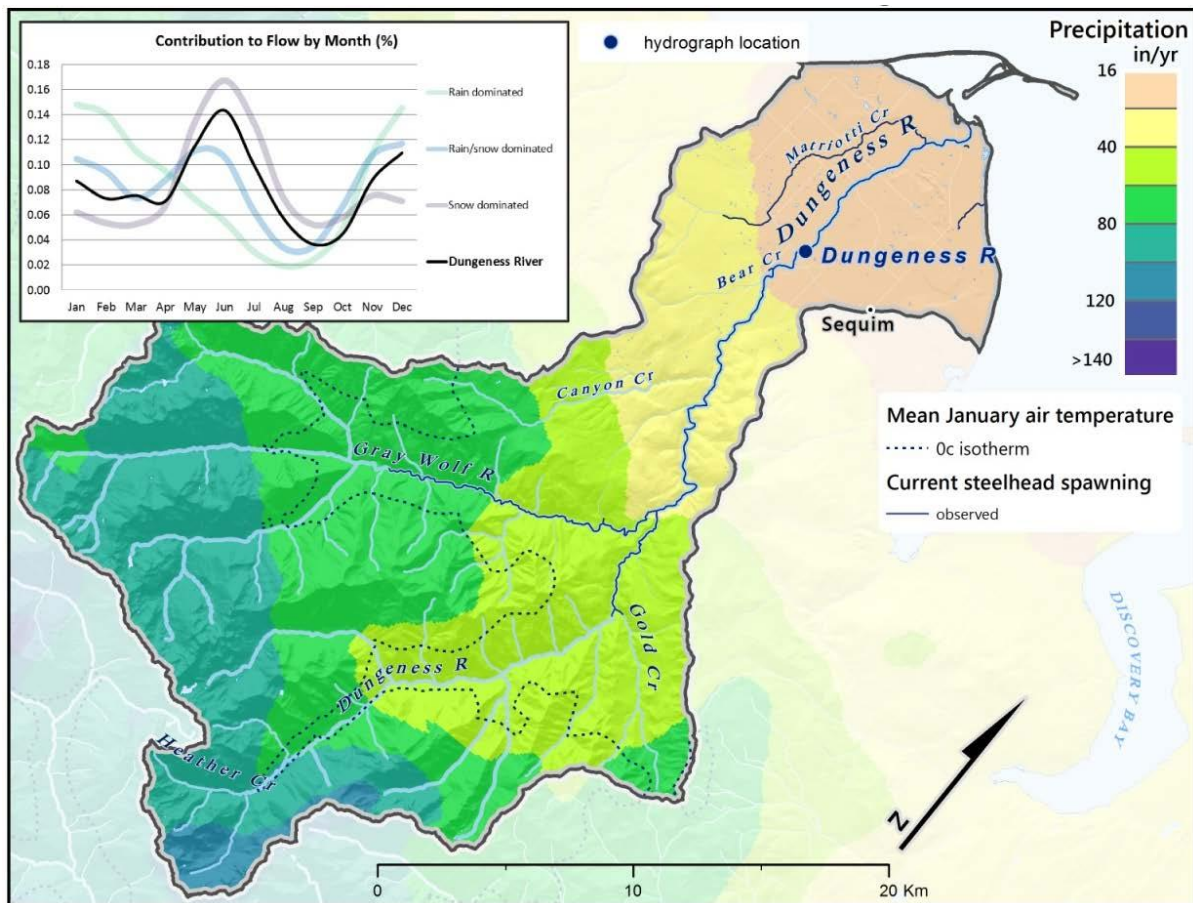 Contribution to Flow by Month (%)
0.18
0.16
0.14
0.12
0.10
0.08
0.06
0.04
0.02
0.00
Jan Feb Mar Apr May Jun Jul Aug Sep Oct Nov Dec
Rain dominated
Rain/snow dominated
Snow dominated
Dungeness River
hydrograph location
Precipitation
in/yr
16
40
80
120
>140
Matriotti Cr
Dungeness R
Bear Cr
Dungeness R
Sequim
Canyon Cr
Gray Wolf R
Gold Cr
Dungeness R
Heather Cr
Mean January air temperature
0c isotherm
Current steelhead spawning
observed
DISCOVERY BAY
N
0 10 20 Km